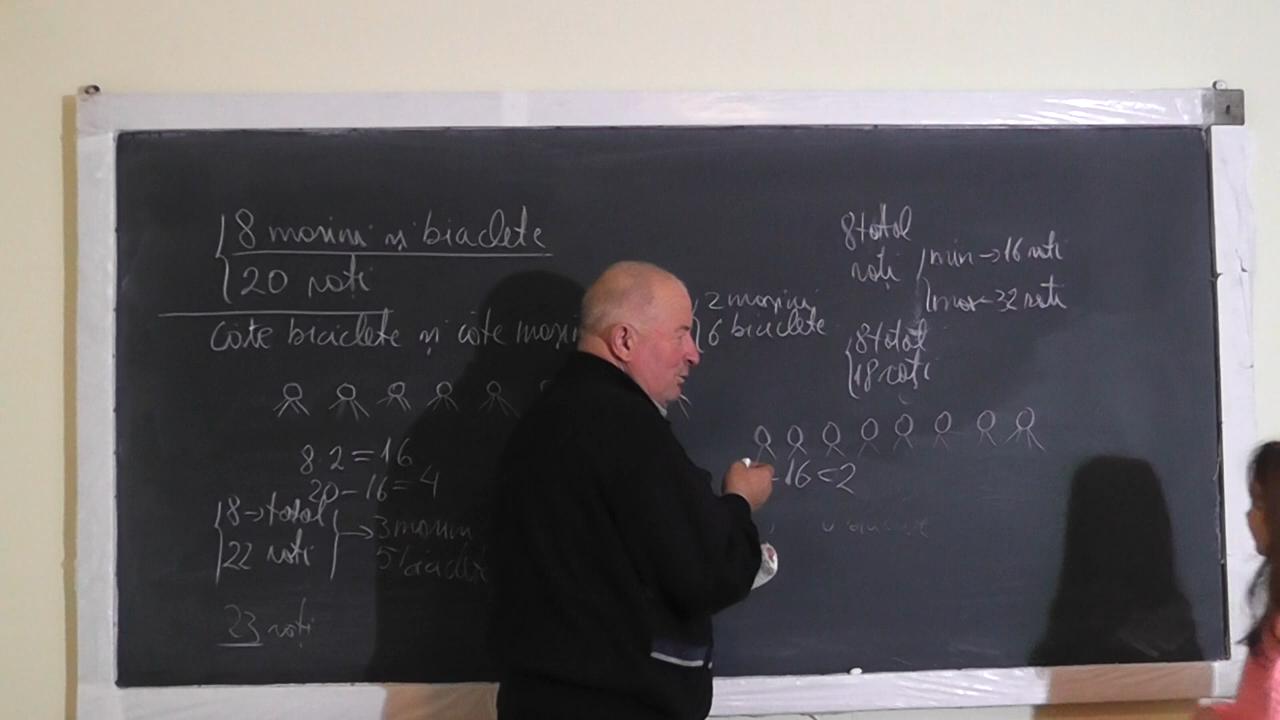 8 mașini și biciclete
20 roți
câte biciclete și câte mași
2 mașini
6 biciclete
8.2=16
20-16=4
8→total
22 roți
→3 mașini
5 biciclete
23 roți
8 total
roți
min→16 roți
max 32 roți
8 total
18 roți
-16=2